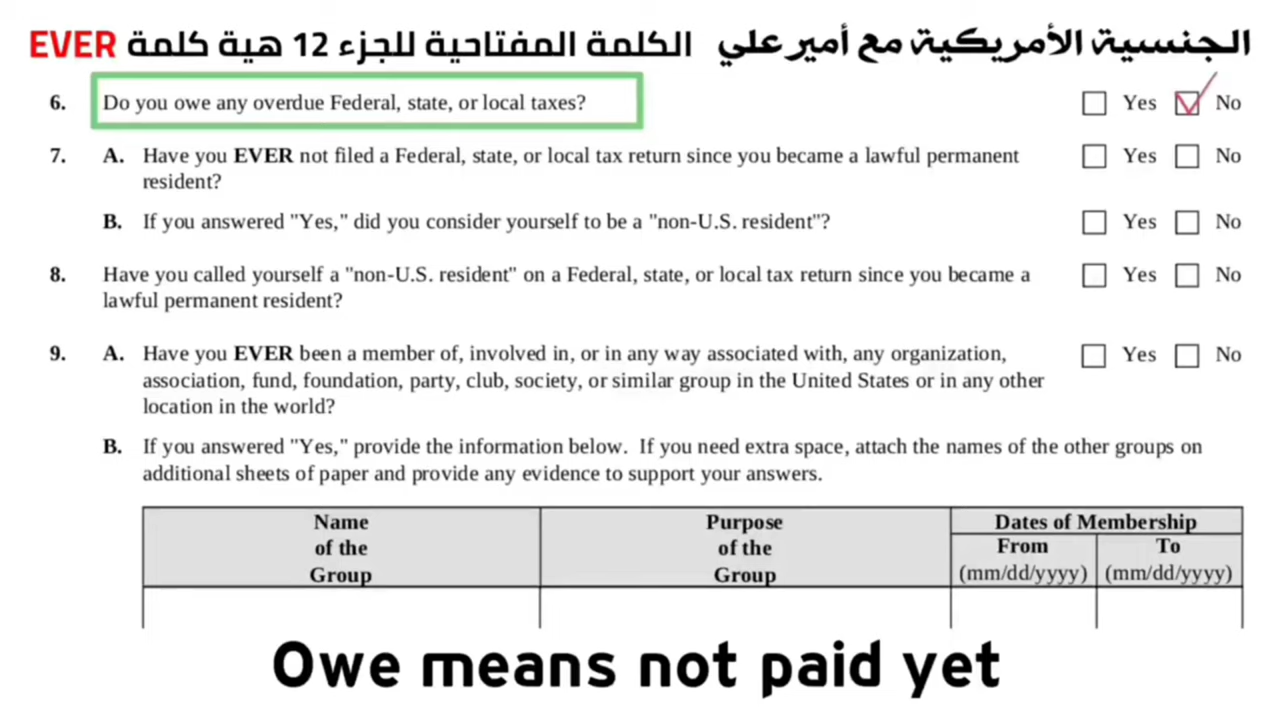 الجنسية الأمريكية مع أمير علي الكلمة المفتاحية للجزء 12 هية كلمة EVER
6. Do you owe any overdue Federal, state, or local taxes? Yes No
7. A. Have you EVER not filed a Federal, state, or local tax return since you became a lawful permanent Yes No
resident?
B. If you answered "Yes," did you consider yourself to be a "non-U.S. resident"? Yes No
8. Have you called yourself a "non-U.S. resident" on a Federal, state, or local tax return since you became a Yes No
lawful permanent resident?
9. A. Have you EVER been a member of, involved in, or in any way associated with, any organization, Yes No
association, fund, foundation, party, club, society, or similar group in the United States or in any other
location in the world?
B. If you answered "Yes," provide the information below. If you need extra space, attach the names of the other groups on
additional sheets of paper and provide any evidence to support your answers.
Name
of the
Group
Purpose
of the
Group
Dates of Membership
From
(mm/dd/yyyy)
To
(mm/dd/yyyy)
Owe means not paid yet